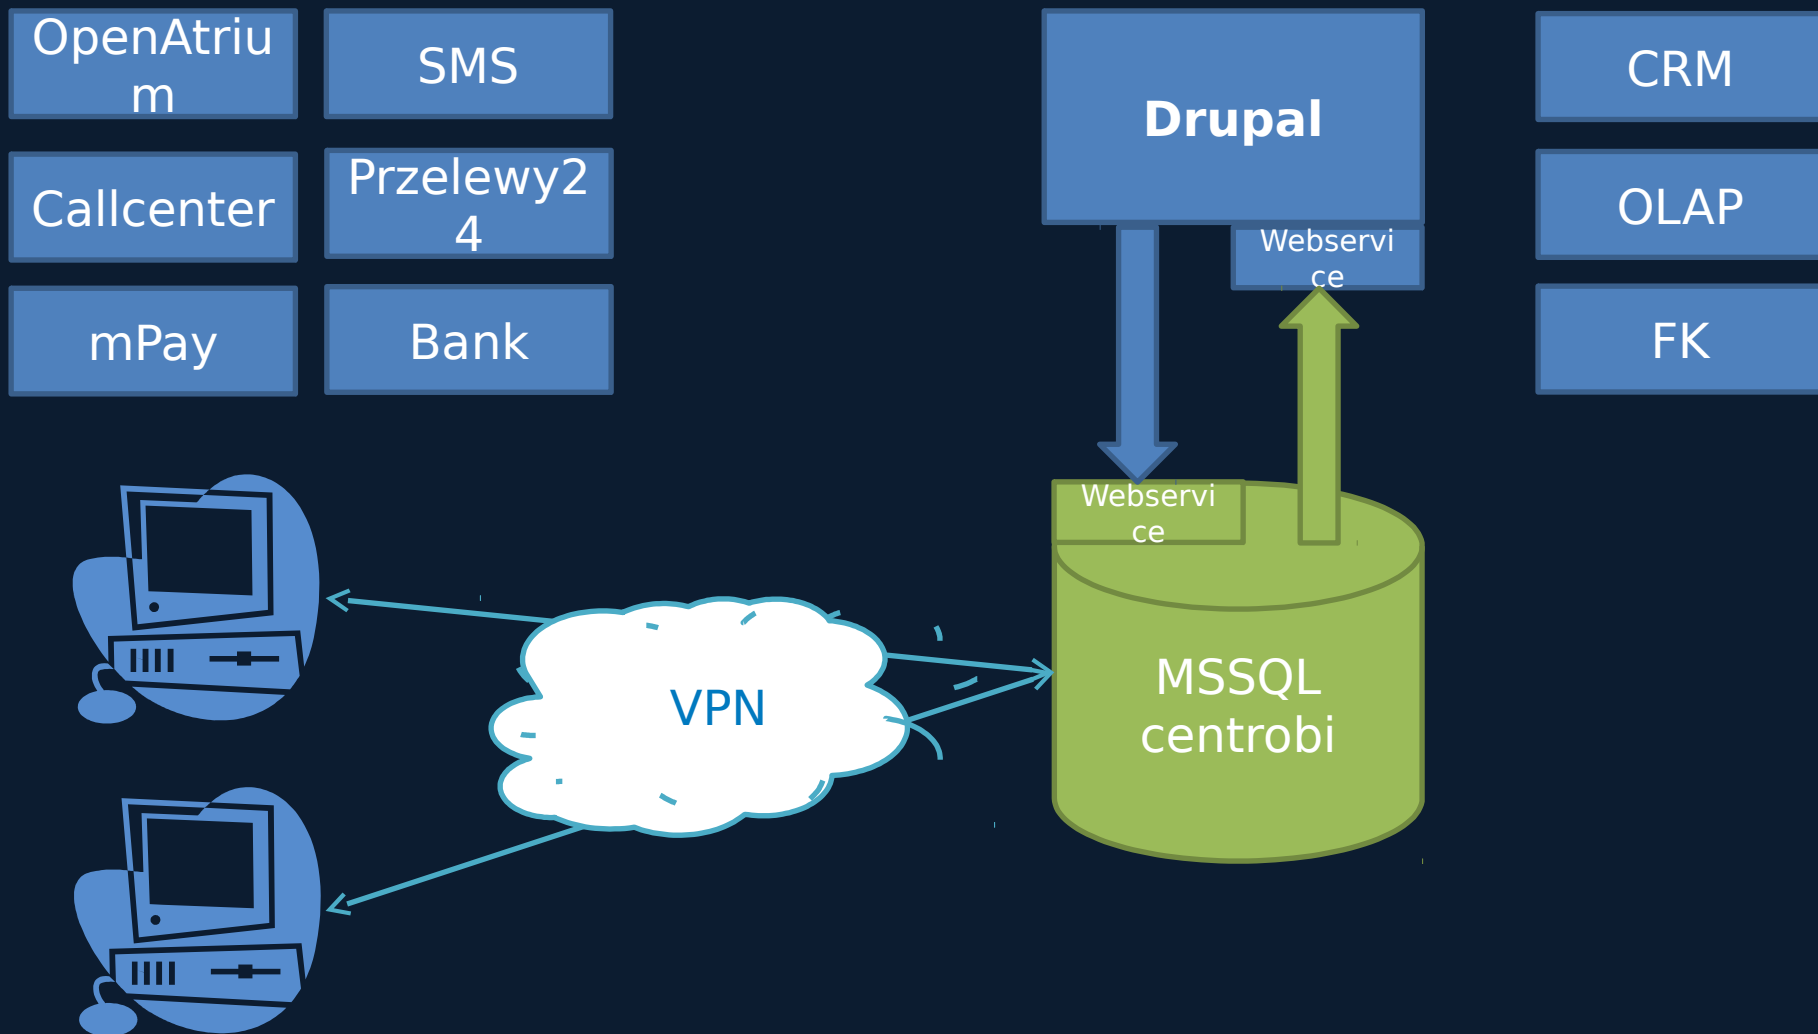 OpenAtriu
m
SMS
Drupal
CRM
Callcenter
Przelewy2
4
Webservi
ce
OLAP
mPay
Bank
FK
Webservi
ce
VPN
MSSQL
centrobi